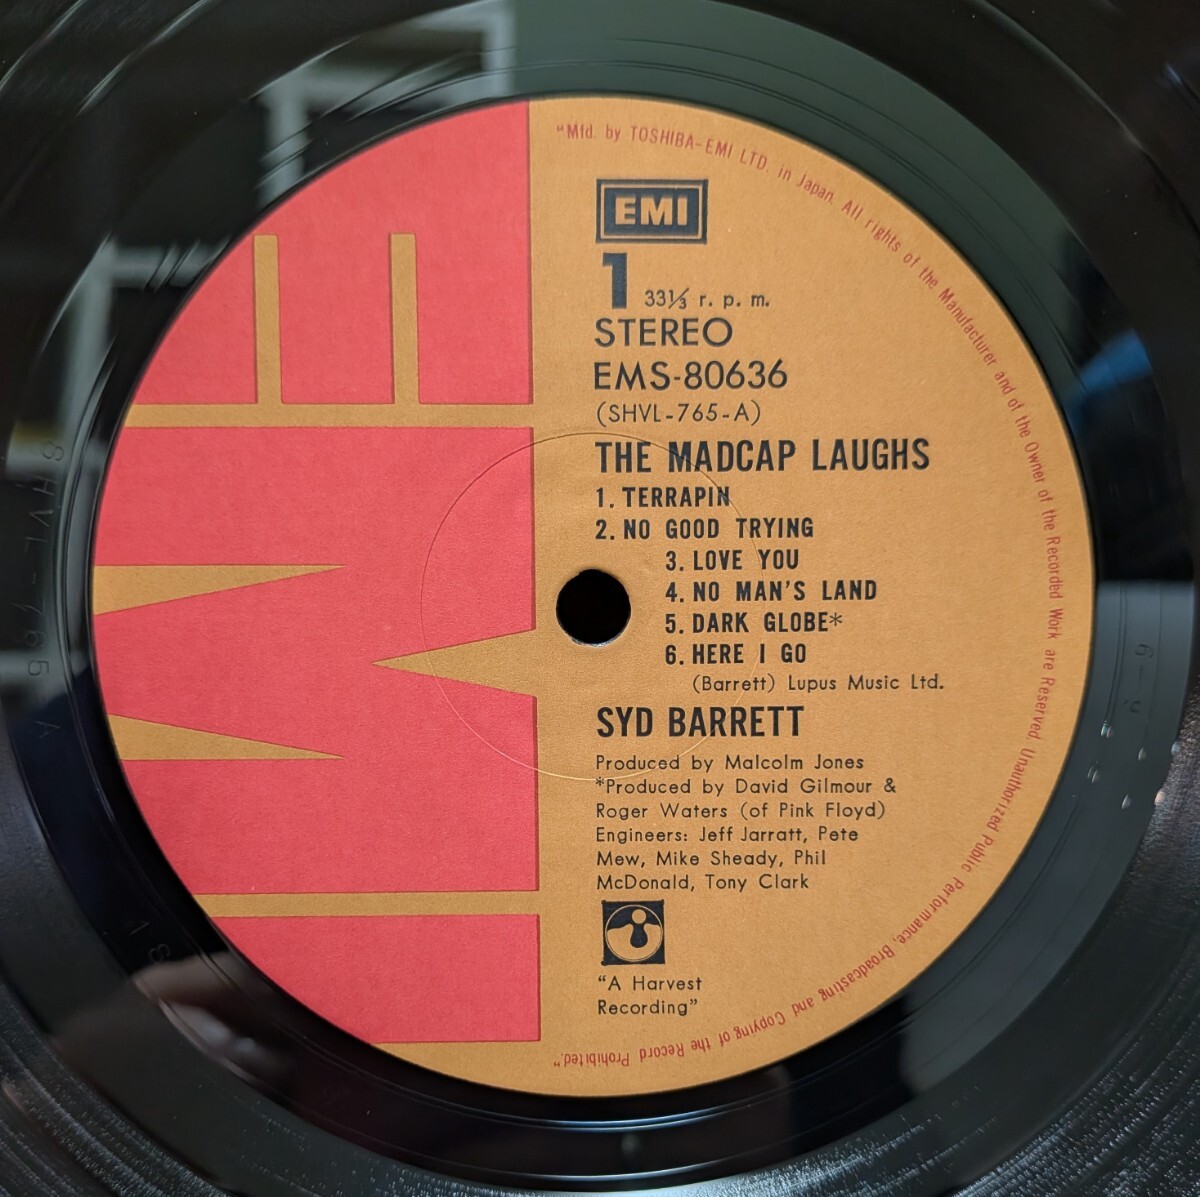 "Mfd. by TOSHIBA-EMI LTD. in Japan. All rights of the Manufacturer and of the Owner of the Recorded Work are Reserved. Unauthorized Public Performance, Broadcasting and Copying of the Record Prohibited."
EMI
1 33⅓ r. p. m.
STEREO
EMS-80636
(SHVL-765-A)
THE MADCAP LAUGHS
1. TERRAPIN
2. NO GOOD TRYING
3. LOVE YOU
4. NO MAN'S LAND
5. DARK GLOBE*
6. HERE I GO
(Barrett) Lupus Music Ltd.
SYD BARRETT
Produced by Malcolm Jones
*Produced by David Gilmour &
Roger Waters (of Pink Floyd)
Engineers: Jeff Jarratt, Pete
Mew, Mike Sheady, Phil
McDonald, Tony Clark
"A Harvest
Recording"
EMI
SHVL-765 A